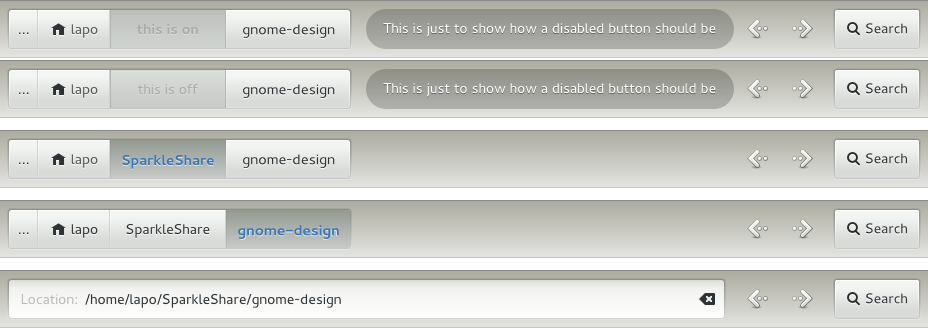 ... lapo this is on gnome-design This is just to show how a disabled button should be Search
... lapo this is off gnome-design This is just to show how a disabled button should be Search
... lapo SparkleShare gnome-design Search
... lapo SparkleShare gnome-design Search
Location: /home/lapo/SparkleShare/gnome-design Search